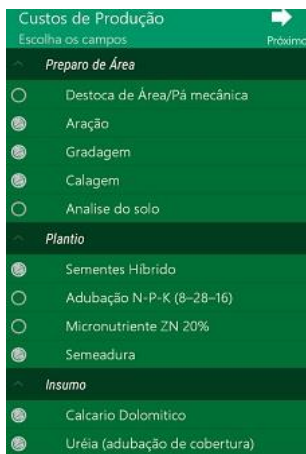 Custos de Produção
Escolha os campos
Próximo
Preparo de Área
Destoca de Área/Pá mecânica
Aração
Gradagem
Calagem
Analise do solo
Plantio
Sementes Híbrido
Adubação N-P-K (8–28–16)
Micronutriente ZN 20%
Semeadura
Insumo
Calcario Dolomitico
Uréia (adubação de cobertura)